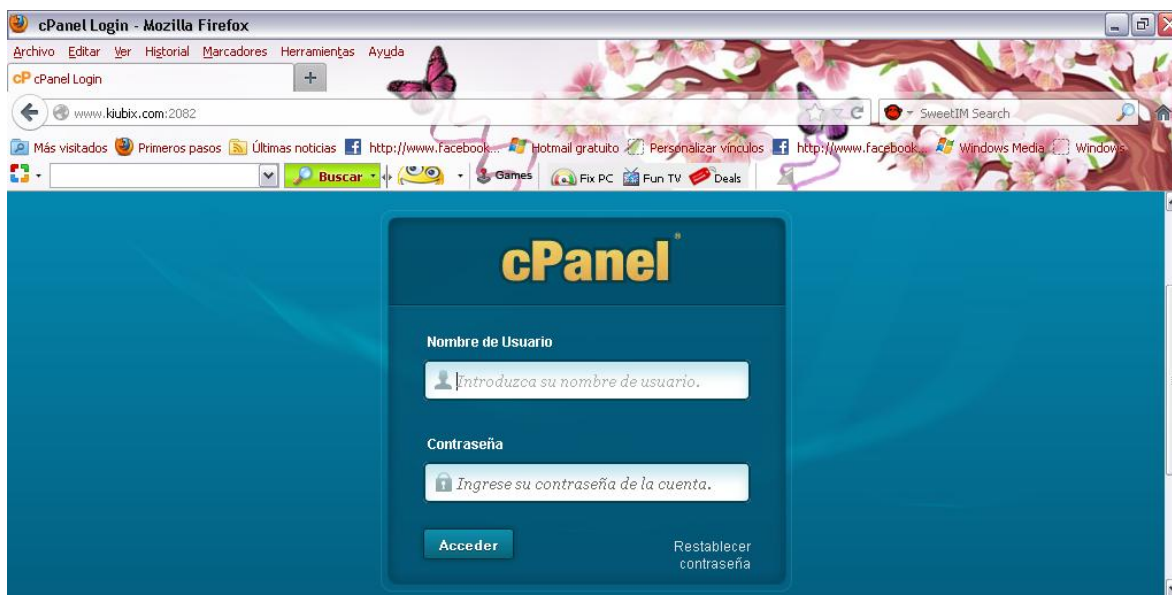 cPanel Login - Mozilla Firefox
Archivo Editar Ver Historial Marcadores Herramientas Ayuda
cP cPanel Login +
www.kiubix.com:2082 SweetIM Search
Más visitados Primeros pasos Últimas noticias http://www.facebook... Hotmail gratuito Personalizar vínculos http://www.facebook... Windows Media Windows
Buscar Games Fix PC Fun TV Deals
cPanel®
Nombre de Usuario
Introduzca su nombre de usuario.
Contraseña
Ingrese su contraseña de la cuenta.
Acceder Restablecer
contraseña